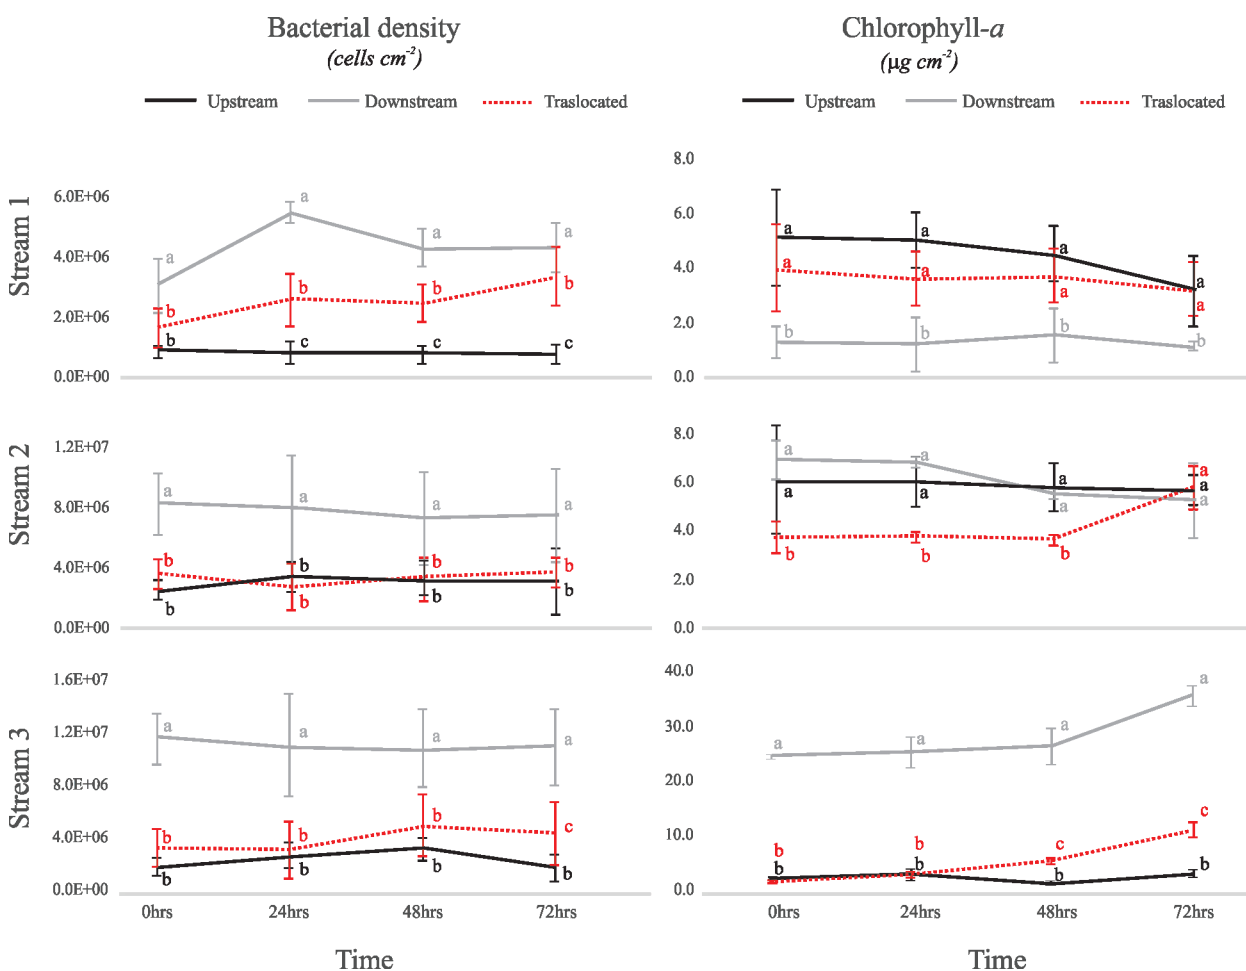 Bacterial density
(cells cm-2)
Chlorophyll-a
(µg cm-2)
Upstream Downstream Traslocated
Upstream Downstream Traslocated
Stream 1
6.0E+06
4.0E+06
2.0E+06
0.0E+00
a a a a
b b b b
b c c c
8.0
6.0
4.0
2.0
0.0
a a a a
a a a a
b b b b
Stream 2
1.2E+07
8.0E+06
4.0E+06
0.0E+00
a a a a
b b b b
b b b b
8.0
6.0
4.0
2.0
0.0
a a a a
a a a a
b b b a
Stream 3
1.6E+07
1.2E+07
8.0E+06
4.0E+06
0.0E+00
a a a a
b b b c
b b b b
40.0
30.0
20.0
10.0
0.0
a a a a
b b c c
b b b b
0hrs 24hrs 48hrs 72hrs
0hrs 24hrs 48hrs 72hrs
Time
Time